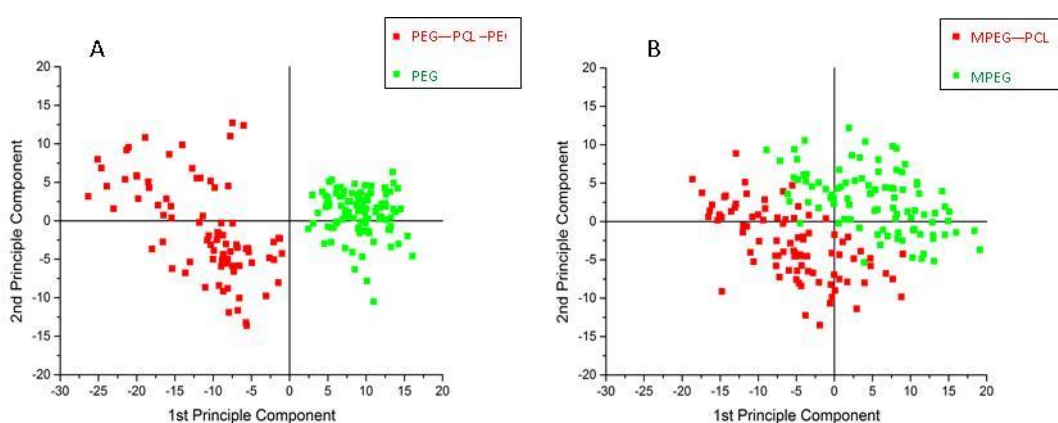 A
PEG—PCL–PE(
PEG
20
15
10
5
0
-5
-10
-15
-20
2nd Principle Component
-30 -25 -20 -15 -10 -5 0 5 10 15 20
1st Principle Component
B
MPEG—PCL
MPEG
20
15
10
5
0
-5
-10
-15
-20
2nd Principle Component
-30 -25 -20 -15 -10 -5 0 5 10 15 20
1st Principle Component